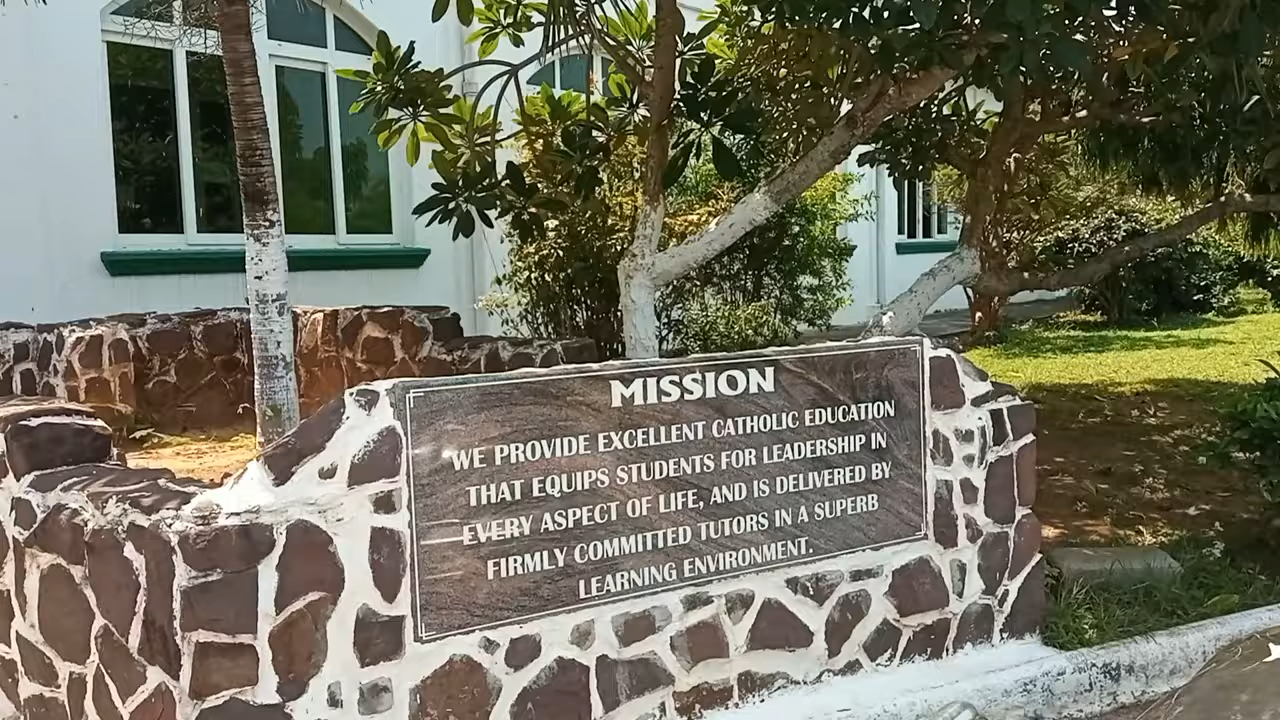 MISSION
WE PROVIDE EXCELLENT CATHOLIC EDUCATION
THAT EQUIPS STUDENTS FOR LEADERSHIP IN
EVERY ASPECT OF LIFE, AND IS DELIVERED BY
FIRMLY COMMITTED TUTORS IN A SUPERB
LEARNING ENVIRONMENT.